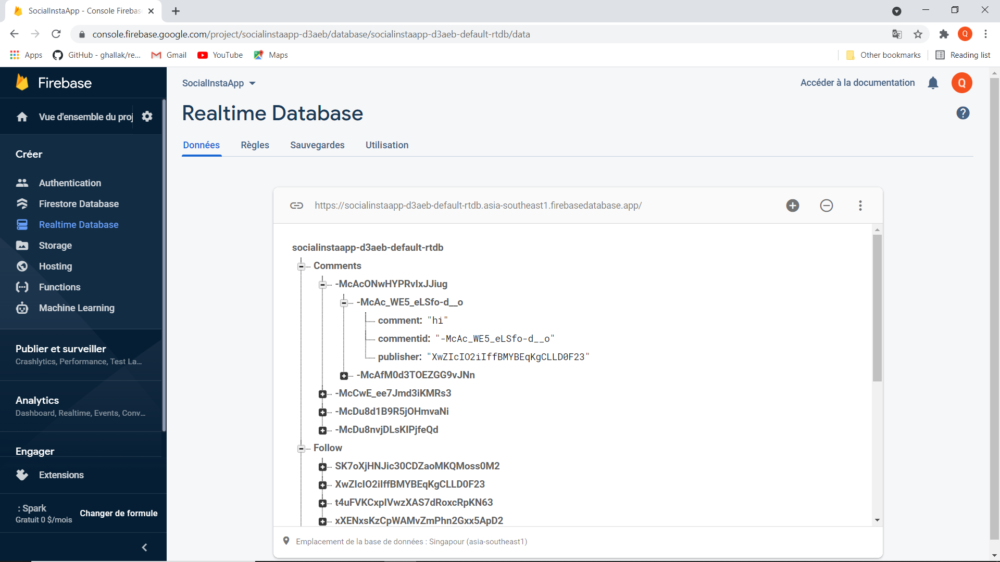 SocialInstaApp - Console Firebas
console.firebase.google.com/project/socialinstaapp-d3aeb/database/socialinstaapp-d3aeb-default-rtdb/data
Q
Apps
GitHub - ghallak/re...
Gmail
YouTube
Maps
Other bookmarks
Reading list
Firebase
Vue d'ensemble du proj
Créer
Authentication
Firestore Database
Realtime Database
Storage
Hosting
Functions
Machine Learning
Publier et surveiller
Crashlytics, Performance, Test La...
Analytics
Dashboard, Realtime, Events, Conv...
Engager
Extensions
: Spark
Gratuit 0 $/mois
Changer de formule
SocialInstaApp
Accéder à la documentation
Q
Realtime Database
Données
Règles
Sauvegardes
Utilisation
https://socialinstaapp-d3aeb-default-rtdb.asia-southeast1.firebasedatabase.app/
socialinstaapp-d3aeb-default-rtdb
Comments
-McAcONwHYPRvIxJJiug
-McAc_WE5_eLSfo-d__o
comment: "hi"
commentid: "-McAc_WE5_eLSfo-d__o"
publisher: "XwZIcIO2iIffBMYBEqKgCLLD0F23"
-McAfM0d3TOEZGG9vJNn
-McCwE_ee7Jmd3iKMRs3
-McDu8d1B9R5jOHmvaNi
-McDu8nvjDLsKIPjfeQd
Follow
SK7oXjHNJic30CDZaoMKQMoss0M2
XwZIcIO2iIffBMYBEqKgCLLD0F23
t4uFVKCxpIVwzXAS7dRoxcRpKN63
xXENxsKzCpWAMvZmPhn2Gxx5ApD2
Emplacement de la base de données : Singapour (asia-southeast1)